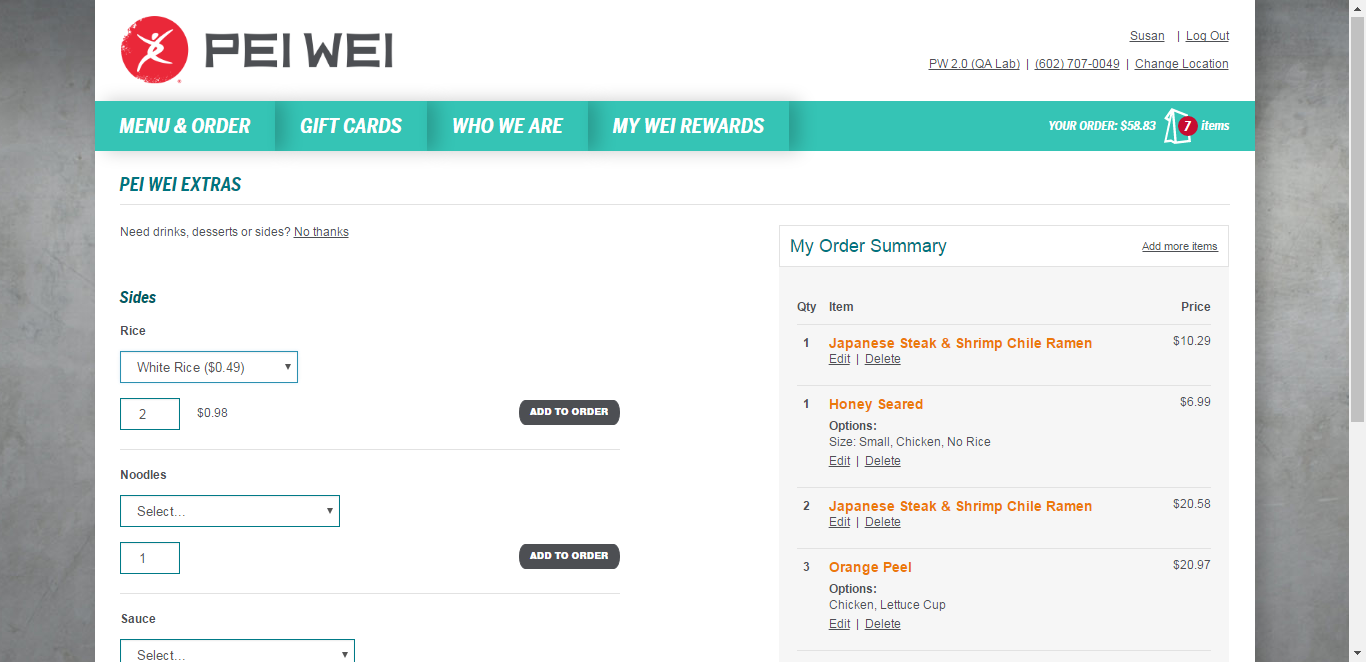 PEI WEI
Susan | Log Out
PW 2.0 (QA Lab) | (602) 707-0049 | Change Location
MENU & ORDER GIFT CARDS WHO WE ARE MY WEI REWARDS YOUR ORDER: $58.83 7 items
PEI WEI EXTRAS
Need drinks, desserts or sides? No thanks
Sides
Rice
White Rice ($0.49)
2 $0.98 ADD TO ORDER
Noodles
Select...
1 ADD TO ORDER
Sauce
Select...
My Order Summary Add more items
Qty Item Price
1 Japanese Steak & Shrimp Chile Ramen $10.29
Edit | Delete
1 Honey Seared $6.99
Options:
Size: Small, Chicken, No Rice
Edit | Delete
2 Japanese Steak & Shrimp Chile Ramen $20.58
Edit | Delete
3 Orange Peel $20.97
Options:
Chicken, Lettuce Cup
Edit | Delete